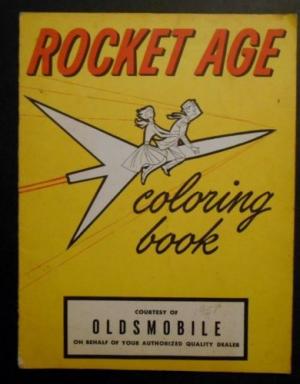 ROCKET AGE
coloring
book
COURTESY OF
OLDSMOBILE
ON BEHALF OF YOUR AUTHORIZED QUALITY DEALER